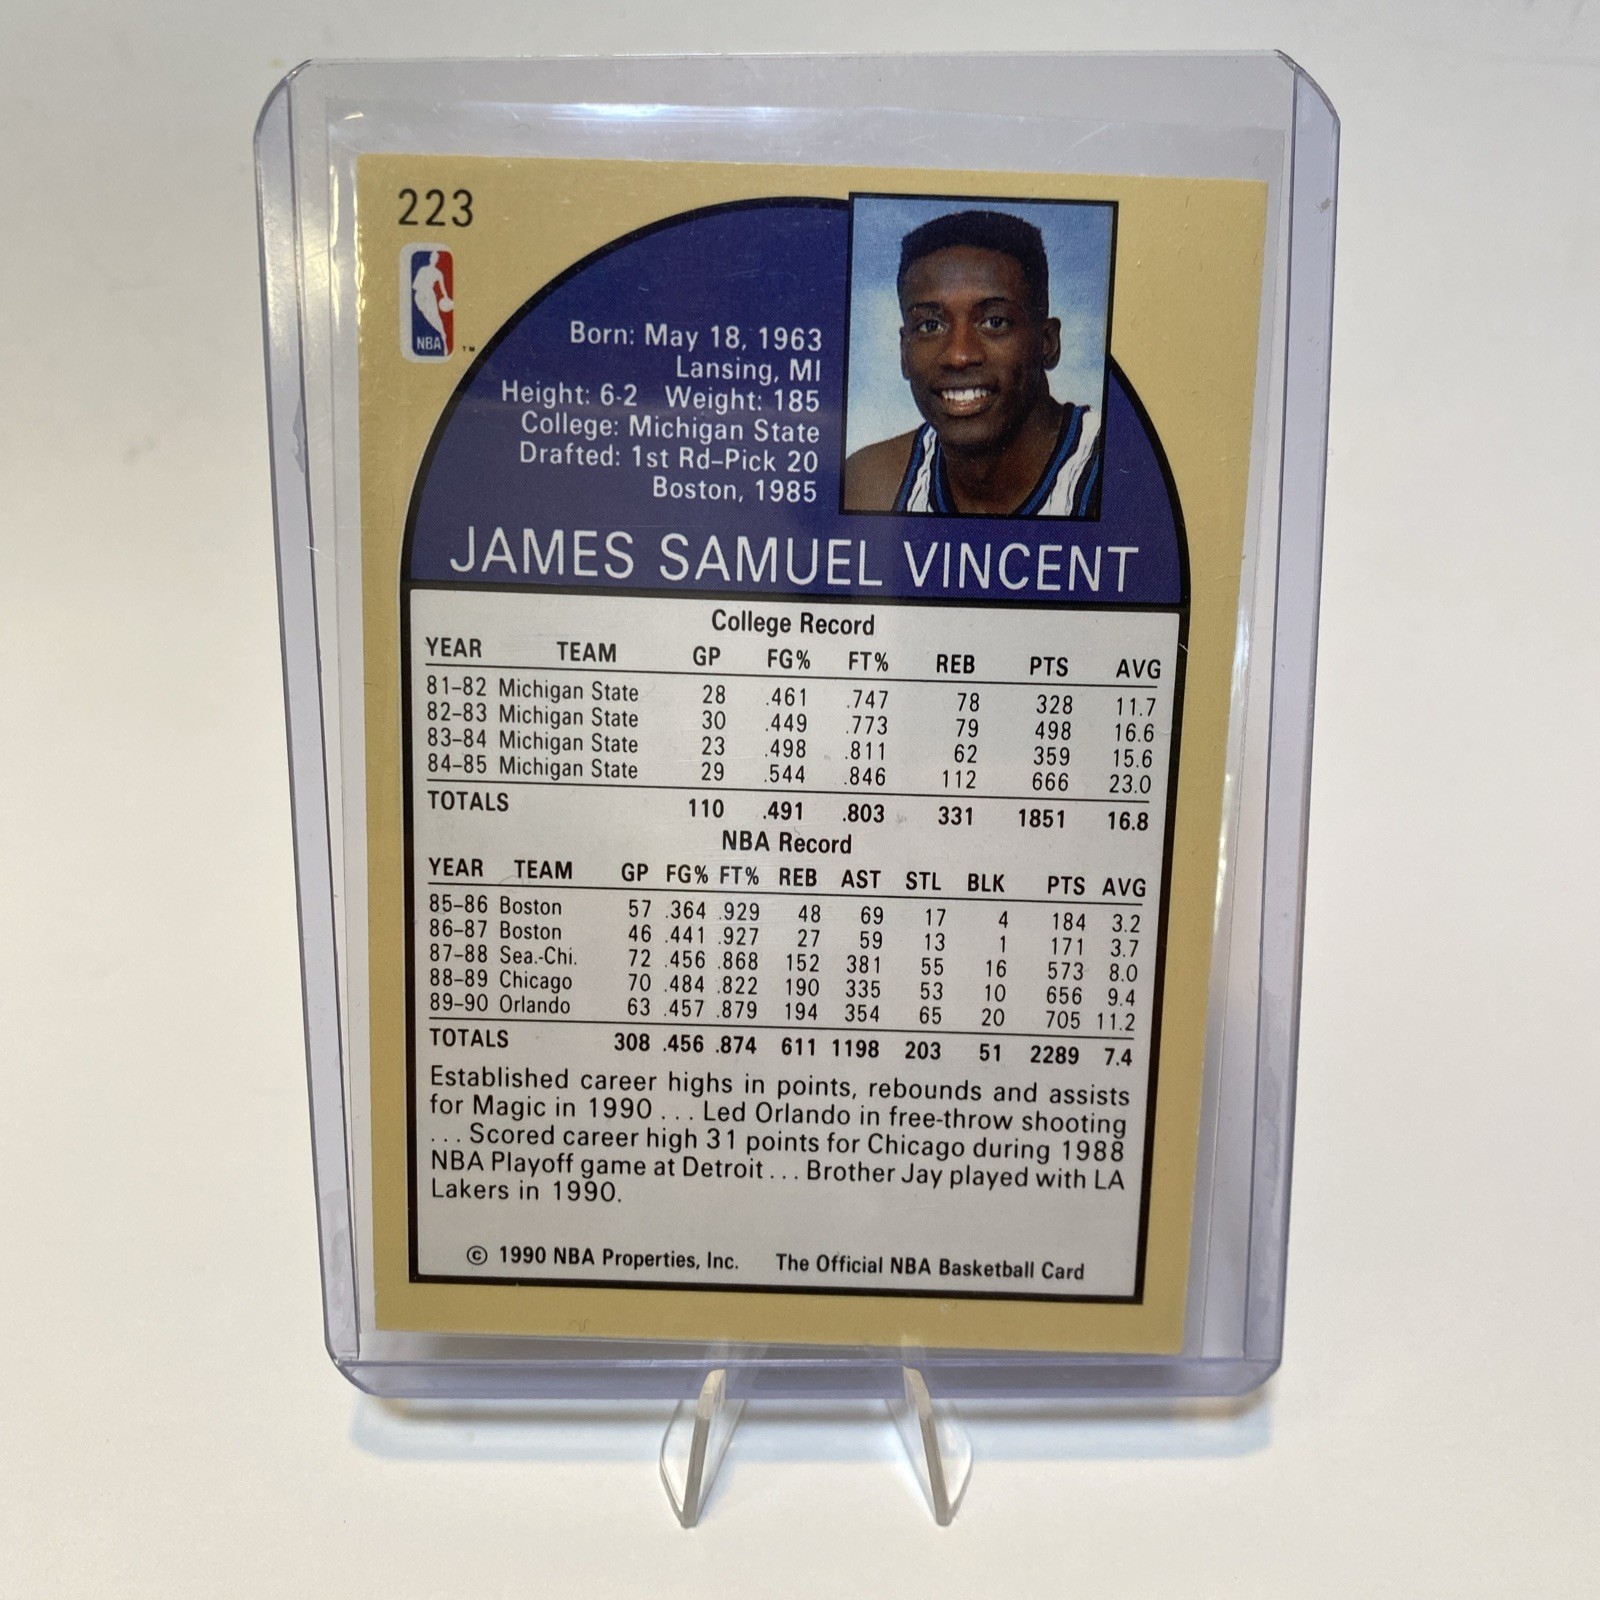 223
NBA
TM
Born: May 18, 1963
Lansing, MI
Height: 6-2 Weight: 185
College: Michigan State
Drafted: 1st Rd–Pick 20
Boston, 1985
JAMES SAMUEL VINCENT
College Record
YEAR TEAM GP FG% FT% REB PTS AVG
81–82 Michigan State 28 .461 .747 78 328 11.7
82–83 Michigan State 30 .449 .773 79 498 16.6
83–84 Michigan State 23 .498 .811 62 359 15.6
84–85 Michigan State 29 .544 .846 112 666 23.0
TOTALS 110 .491 .803 331 1851 16.8
NBA Record
YEAR TEAM GP FG% FT% REB AST STL BLK PTS AVG
85–86 Boston 57 .364 .929 48 69 17 4 184 3.2
86–87 Boston 46 .441 .927 27 59 13 1 171 3.7
87–88 Sea.-Chi. 72 .456 .868 152 381 55 16 573 8.0
88–89 Chicago 70 .484 .822 190 335 53 10 656 9.4
89–90 Orlando 63 .457 .879 194 354 65 20 705 11.2
TOTALS 308 .456 .874 611 1198 203 51 2289 7.4
Established career highs in points, rebounds and assists
for Magic in 1990 . . . Led Orlando in free-throw shooting
. . . Scored career high 31 points for Chicago during 1988
NBA Playoff game at Detroit . . . Brother Jay played with LA
Lakers in 1990.
© 1990 NBA Properties, Inc. The Official NBA Basketball Card